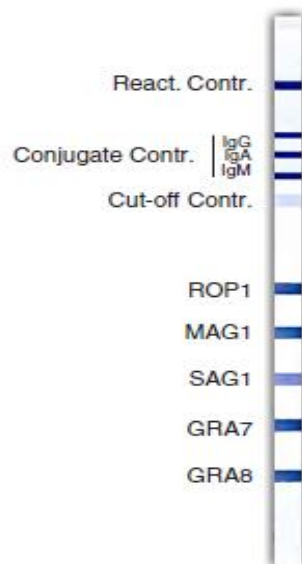 React. Contr.
IgG
Conjugate Contr. IgA
IgM
Cut-off Contr.
ROP1
MAG1
SAG1
GRA7
GRA8